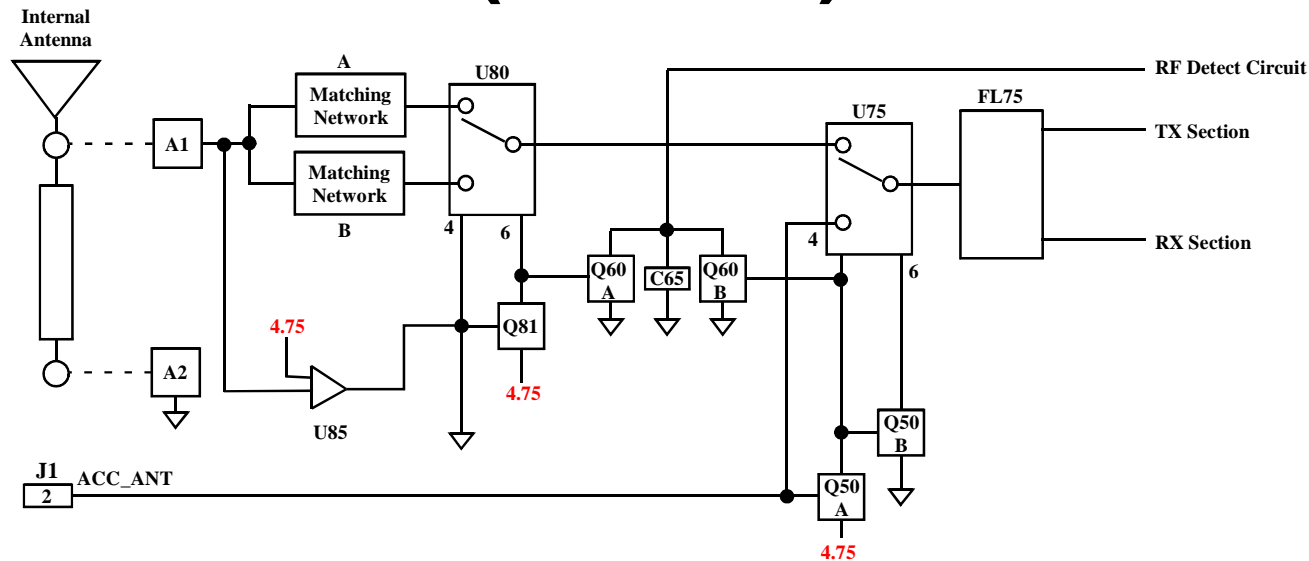 Internal
Antenna
A
U80
RF Detect Circuit
FL75
Matching
Network
U75
TX Section
A1
Matching
Network
B
4
6
4
RX Section
6
Q60
A
C65
Q60
B
4.75
Q81
A2
4.75
U85
Q50
B
J1
ACC_ANT
2
Q50
A
4.75